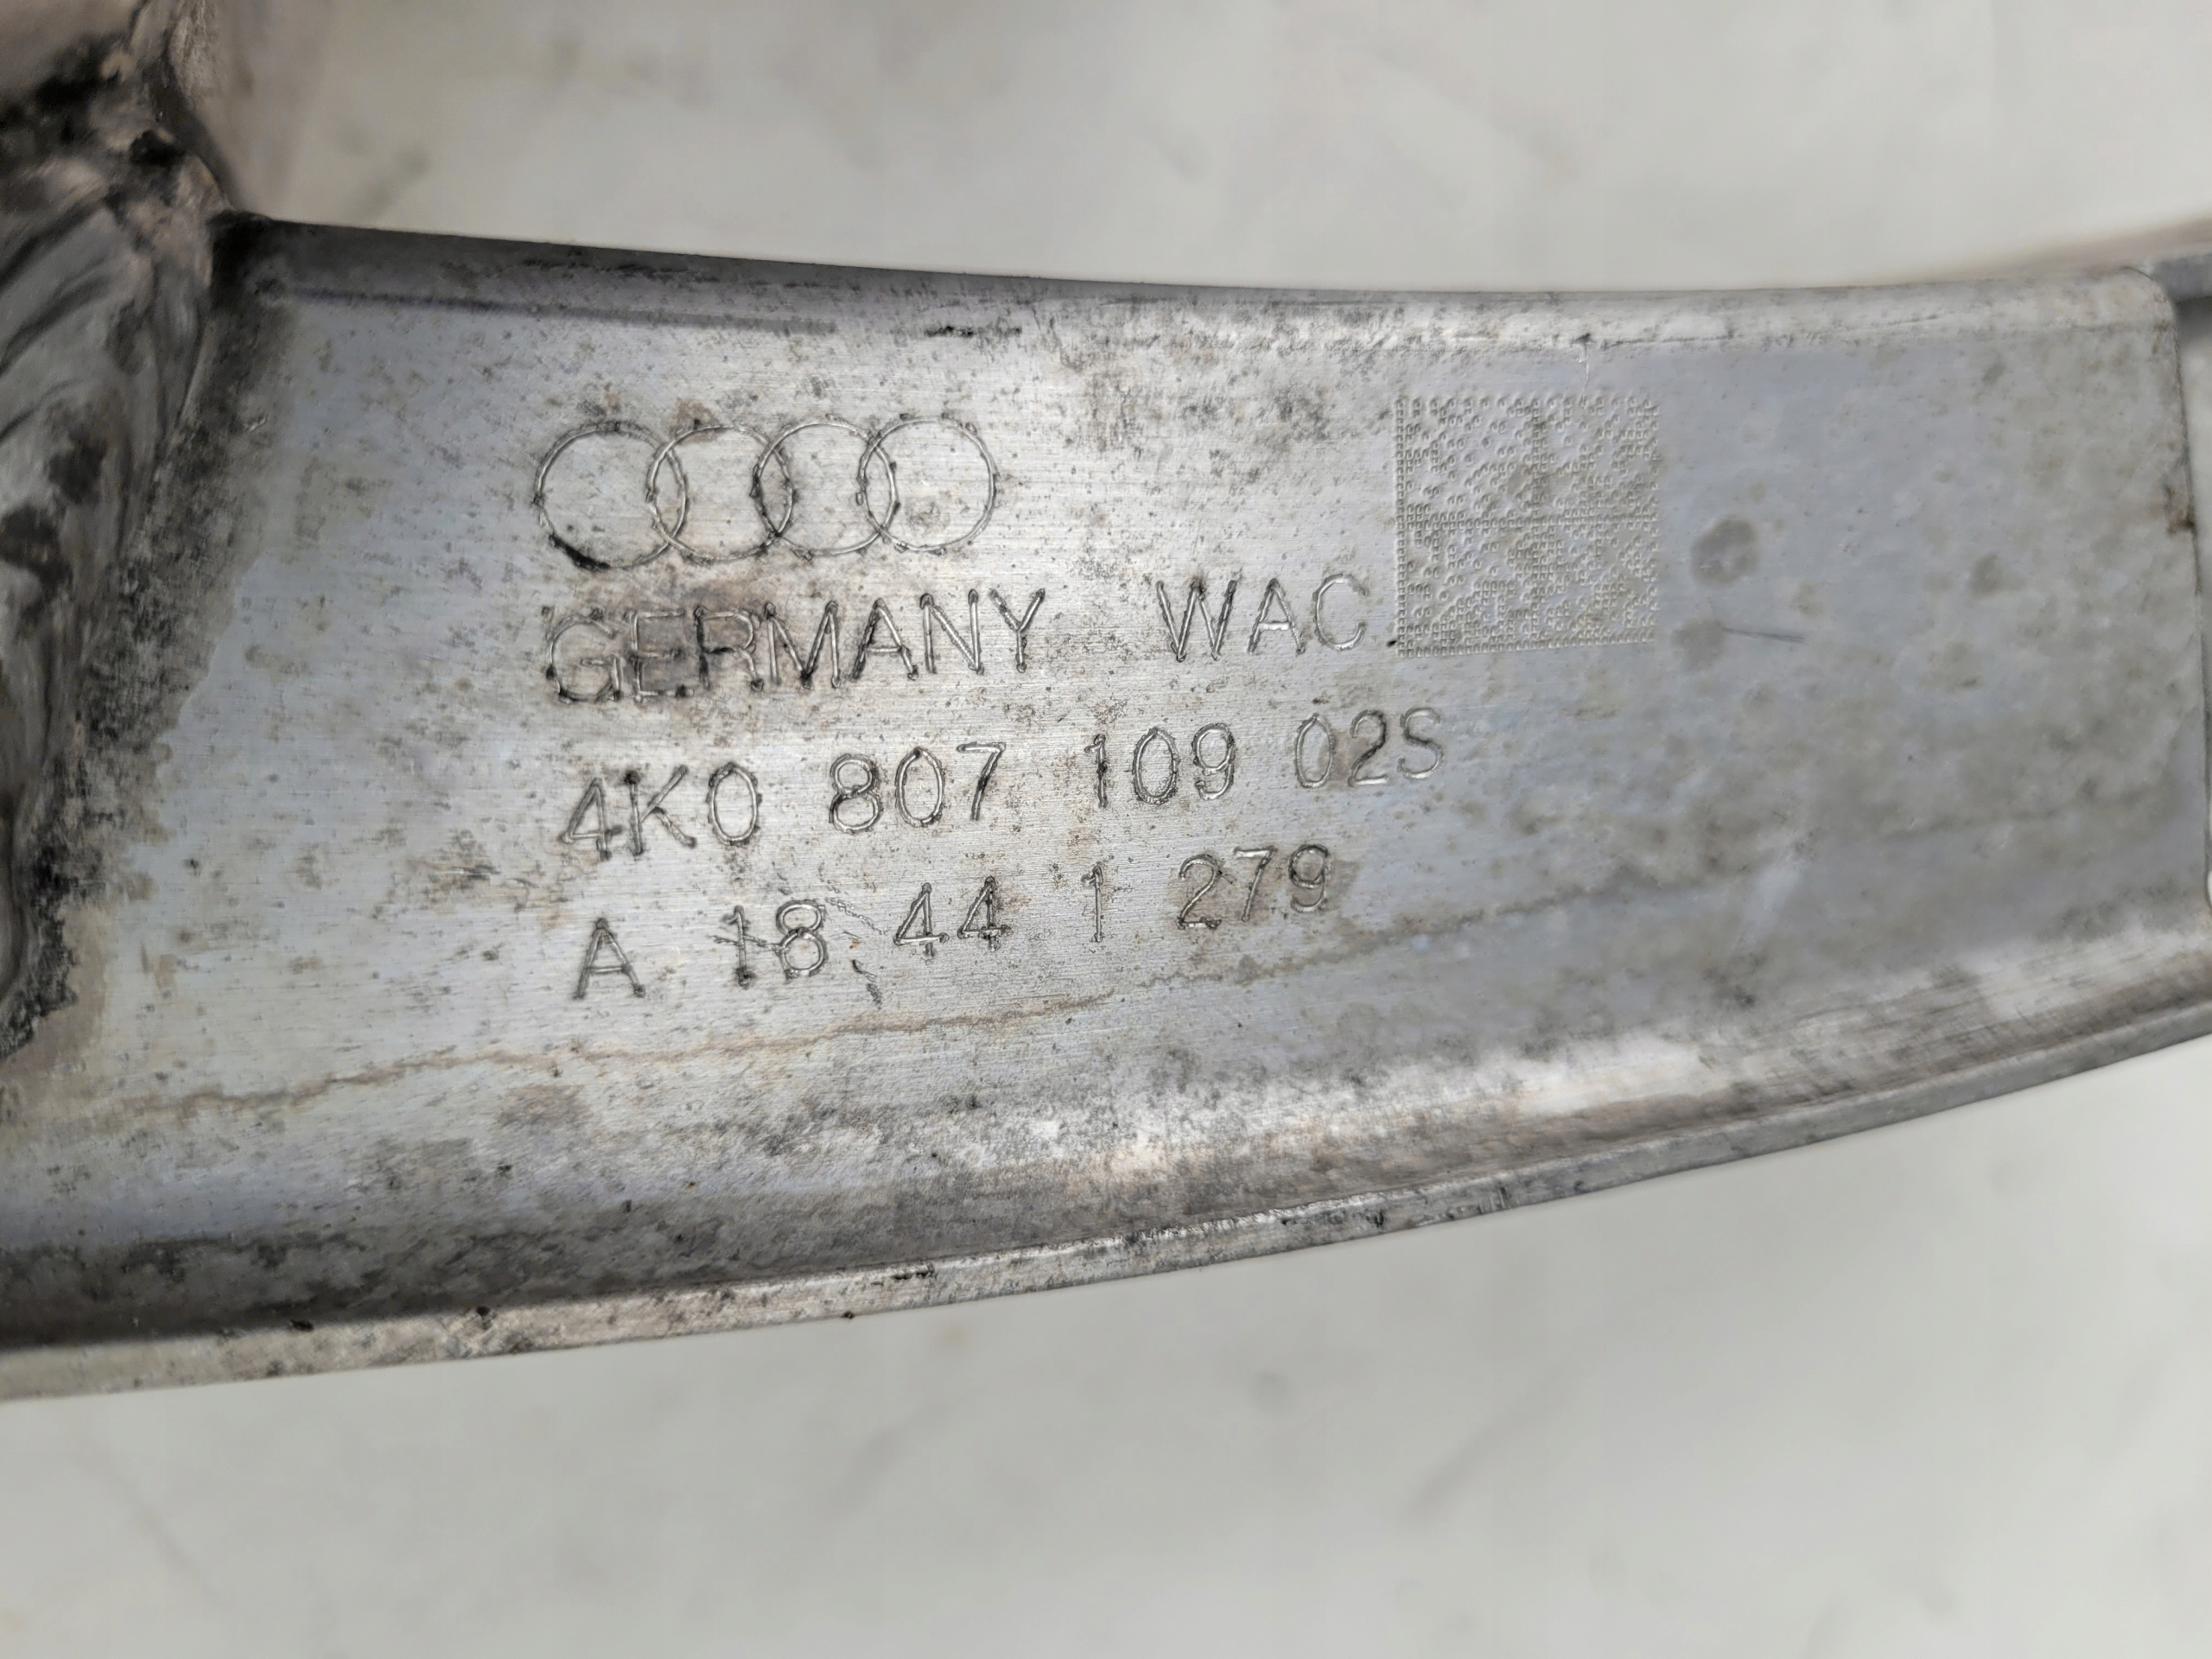 GERMANY WAC
4K0 807 109 02S
A 18 44 1 279